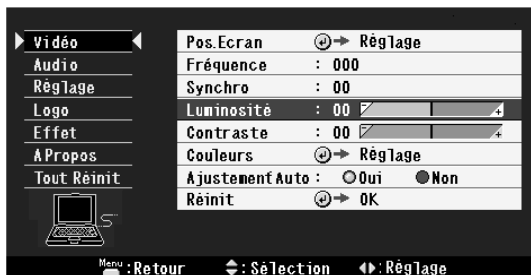 Vidéo
Audio
Réglage
Logo
Effet
A Propos
Tout Réinit
Pos.Ecran → Réglage
Fréquence : 000
Synchro : 00
Luminosité : 00 - +
Contraste : 00 - +
Couleurs → Réglage
Ajustement Auto : Oui Non
Réinit → OK
Menu :Retour :Sélection :Réglage